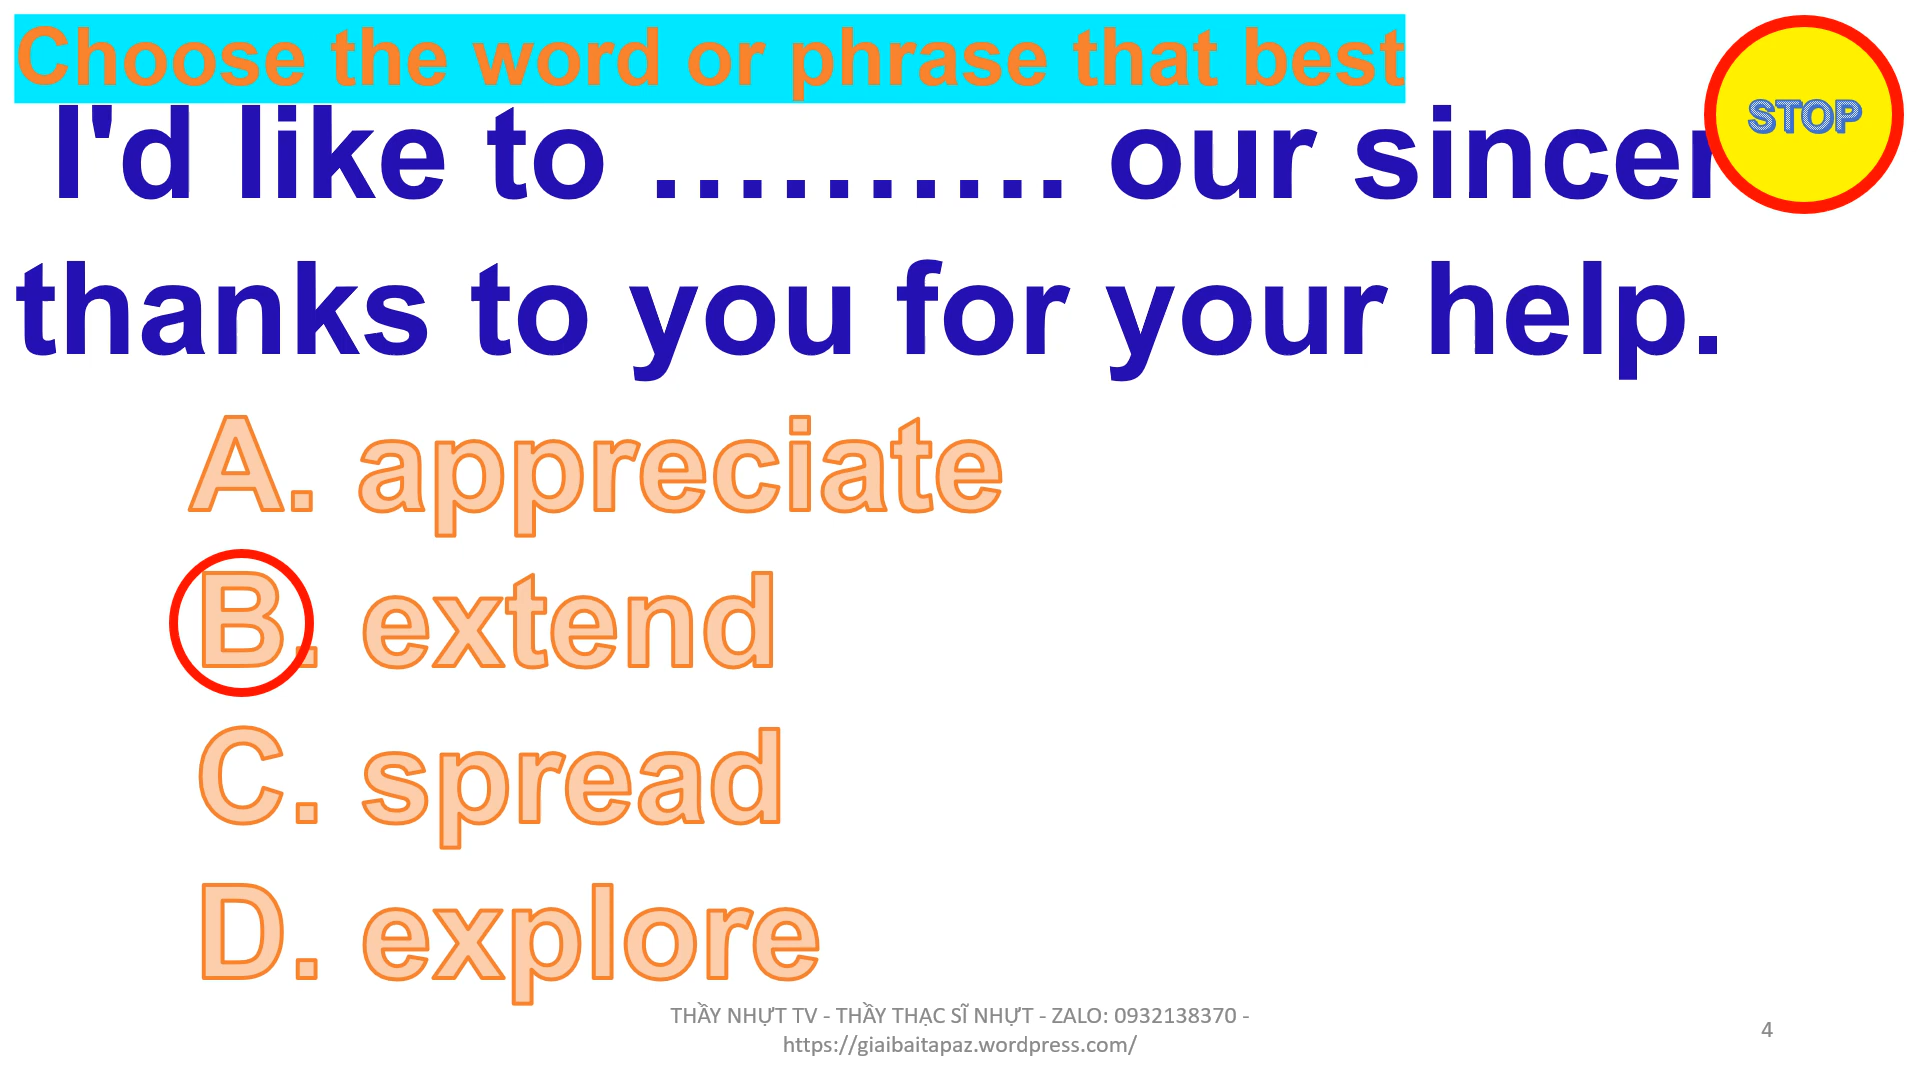 Choose the word or phrase that best
I'd like to ………. our sincer
STOP
thanks to you for your help.
A. appreciate
B. extend
C. spread
D. explore
THẦY NHỰT TV - THẦY THẠC SĨ NHỰT - ZALO: 0932138370 -
https://giaibaitapaz.wordpress.com/
4